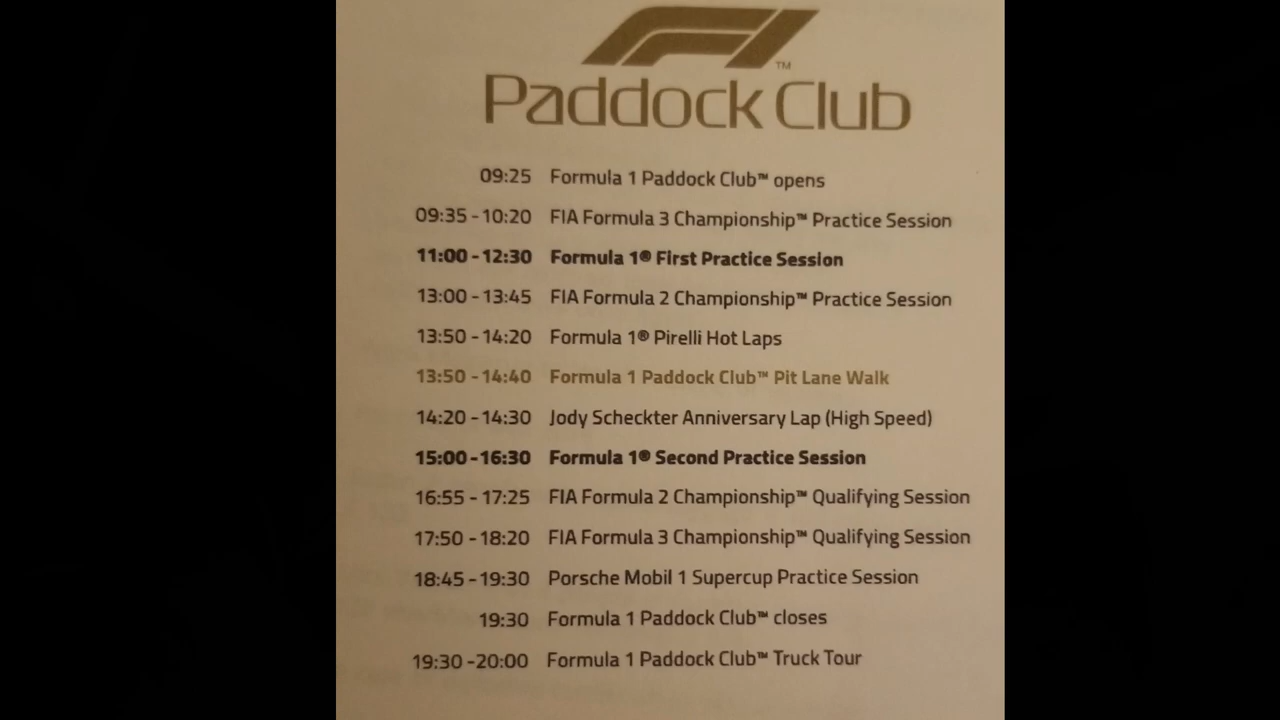 F1™
Paddock Club
09:25 Formula 1 Paddock Club™ opens
09:35 - 10:20 FIA Formula 3 Championship™ Practice Session
11:00 - 12:30 Formula 1® First Practice Session
13:00 - 13:45 FIA Formula 2 Championship™ Practice Session
13:50 - 14:20 Formula 1® Pirelli Hot Laps
13:50 - 14:40 Formula 1 Paddock Club™ Pit Lane Walk
14:20 - 14:30 Jody Scheckter Anniversary Lap (High Speed)
15:00 - 16:30 Formula 1® Second Practice Session
16:55 - 17:25 FIA Formula 2 Championship™ Qualifying Session
17:50 - 18:20 FIA Formula 3 Championship™ Qualifying Session
18:45 - 19:30 Porsche Mobil 1 Supercup Practice Session
19:30 Formula 1 Paddock Club™ closes
19:30 -20:00 Formula 1 Paddock Club™ Truck Tour